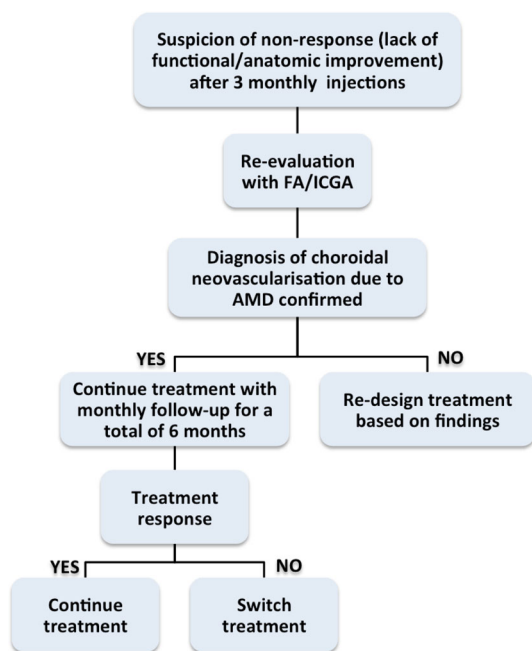 Suspicion of non-response (lack of
functional/anatomic improvement)
after 3 monthly injections
Re-evaluation
with FA/ICGA
Diagnosis of choroidal
neovascularisation due to
AMD confirmed
YES
NO
Continue treatment with
monthly follow-up for a
total of 6 months
Re-design treatment
based on findings
Treatment
response
YES
NO
Continue
treatment
Switch
treatment